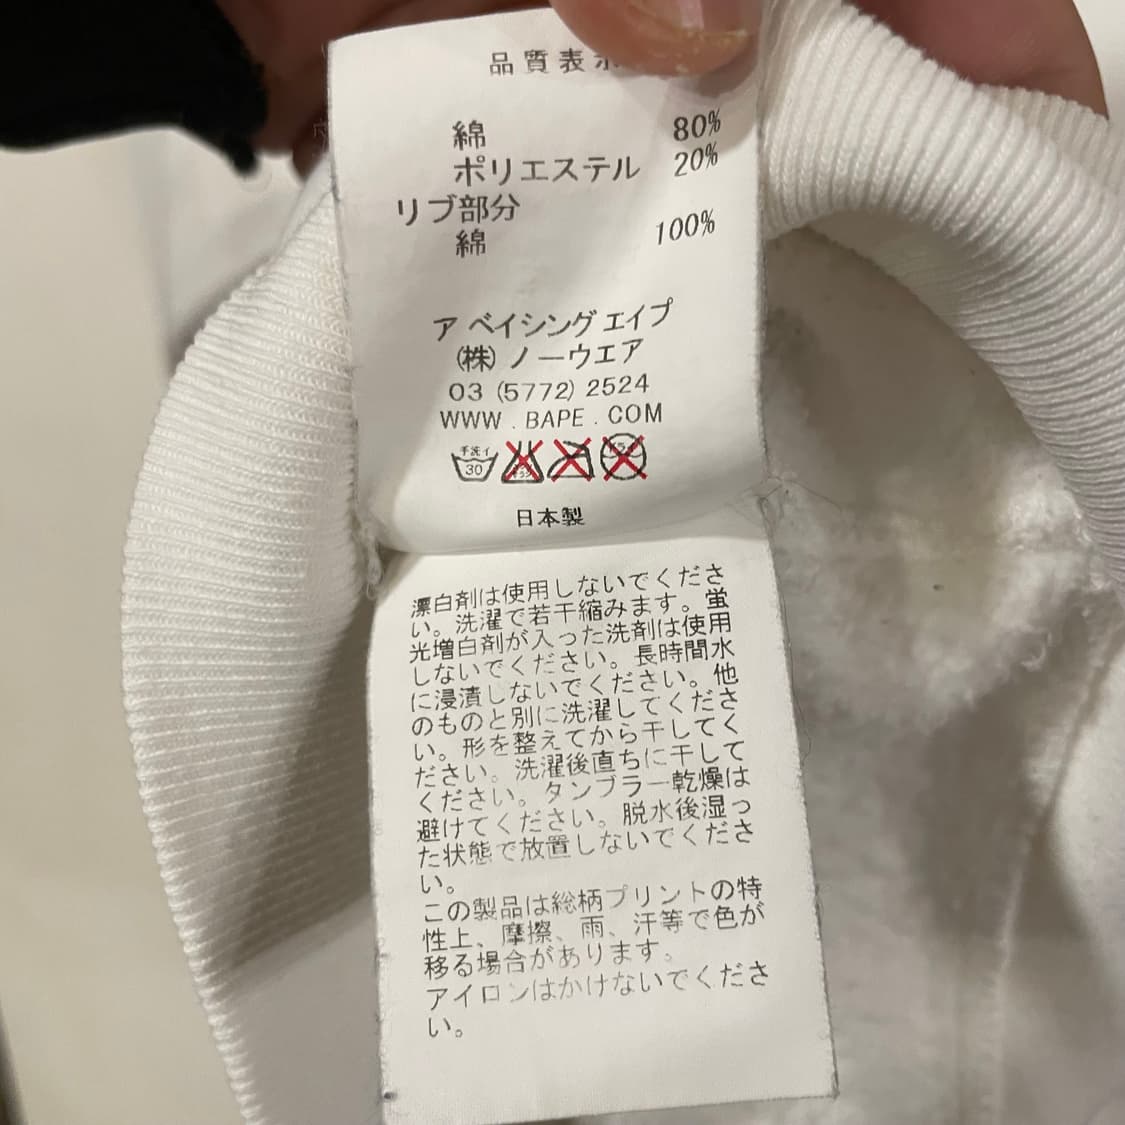 品質表示
綿 80%
ポリエステル 20%
リブ部分
綿 100%
ア ベイシング エイプ
(株) ノーウエア
03 (5772) 2524
WWW . BAPE . COM
手洗イ
30
日本製
漂白剤は使用しないでくださ
い。洗濯で若干縮みます。蛍
光増白剤が入った洗剤は使用
しないでください。長時間水
に浸漬しないでください。他
のものと別に洗濯してくださ
い。形を整えてから干してく
ださい。洗濯後直ちに干して
ください。タンブラー乾燥は
避けてください。脱水後湿っ
た状態で放置しないでくださ
い。
この製品は総柄プリントの特
性上、摩擦、雨、汗等で色が
移る場合があります。
アイロンはかけないでくださ
い。